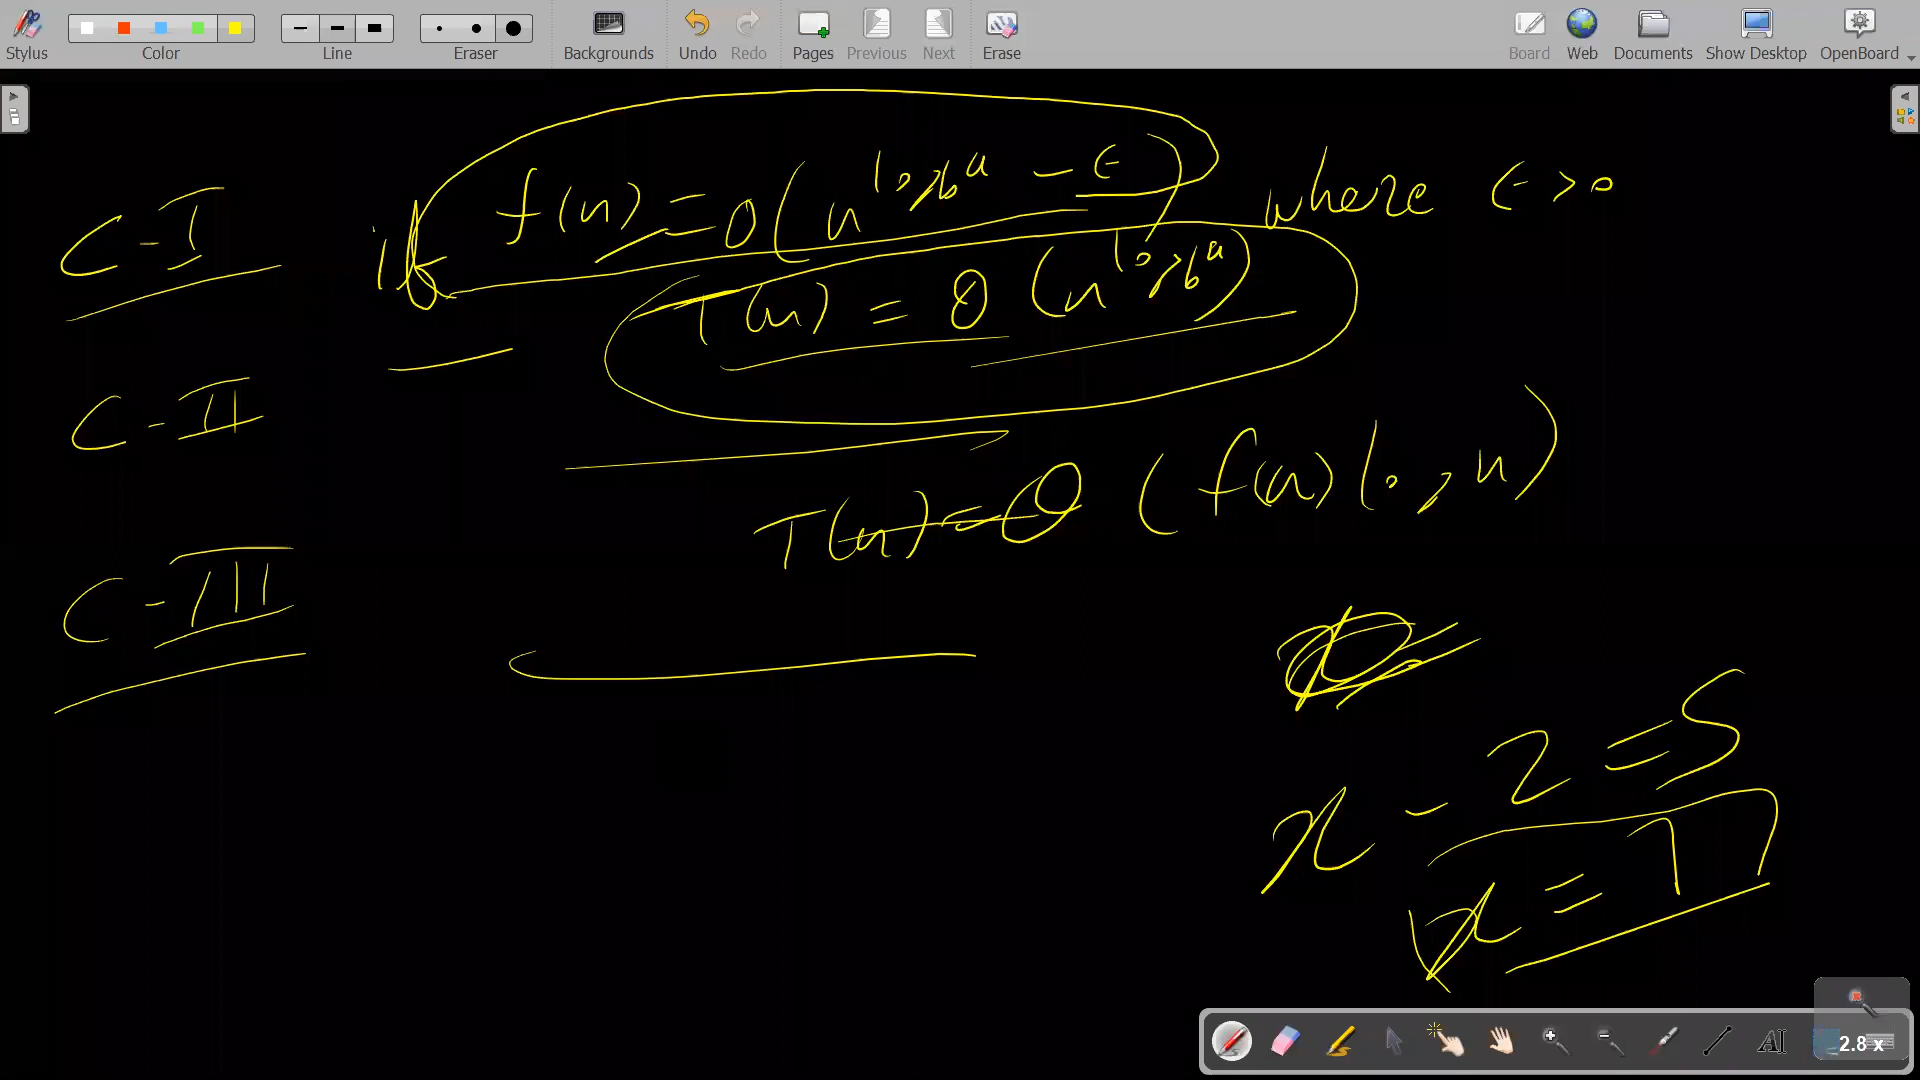 Stylus Color Line Eraser Backgrounds Undo Redo Pages Previous Next Erase Board Web Documents Show Desktop OpenBoard
C-I if f(n) = O(n^log_b a - ϵ) where ϵ > 0
T(n) = θ (n^log_b a)
C-II
T(n) = θ (f(n) log n)
C-III
x - 2 = 5
x = 7
2.8 x